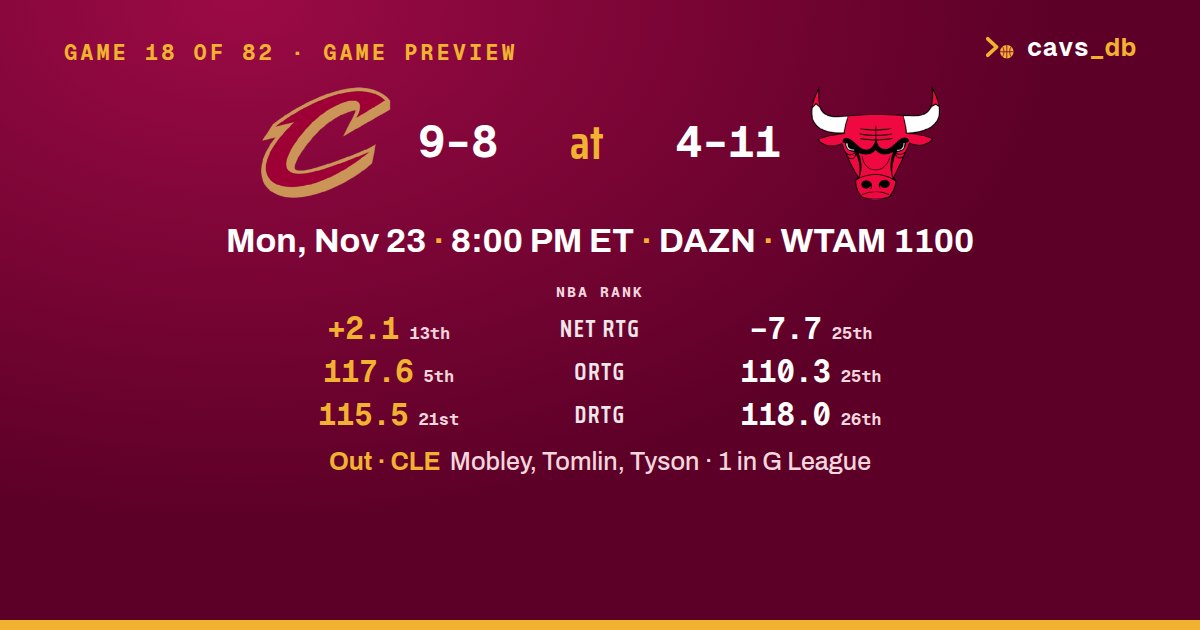 GAME 18 OF 82 · GAME PREVIEW
cavs_db
9–8 at 4–11
Mon, Nov 23 · 8:00 PM ET · DAZN · WTAM 1100
NBA RANK
+2.1 13th NET RTG –7.7 25th
117.6 5th ORTG 110.3 25th
115.5 21st DRTG 118.0 26th
Out · CLE Mobley, Tomlin, Tyson · 1 in G League